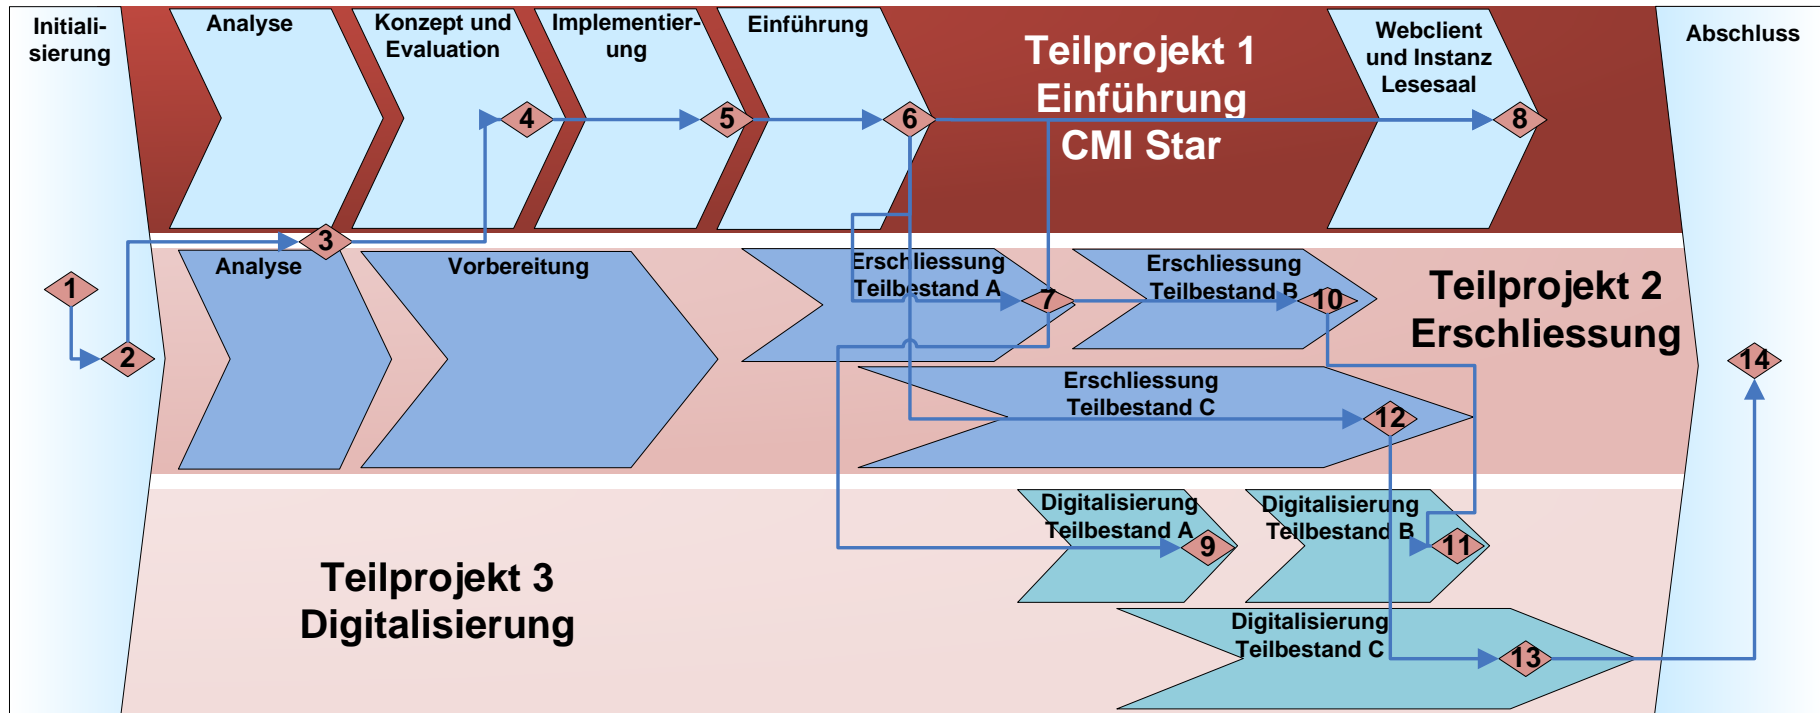 Initiali-
sierung
Analyse
Konzept und
Evaluation
Implementier-
ung
Einführung
Teilprojekt 1
Einführung
CMI Star
Webclient
und Instanz
Lesesaal
Abschluss
4
5
6
8
3
Analyse
Vorbereitung
Erschliessung
Teilbestand A
7
Erschliessung
Teilbestand B
10
Teilprojekt 2
Erschliessung
1
2
14
Erschliessung
Teilbestand C
12
Teilprojekt 3
Digitalisierung
Digitalisierung
Teilbestand A
9
Digitalisierung
Teilbestand B
11
Digitalisierung
Teilbestand C
13